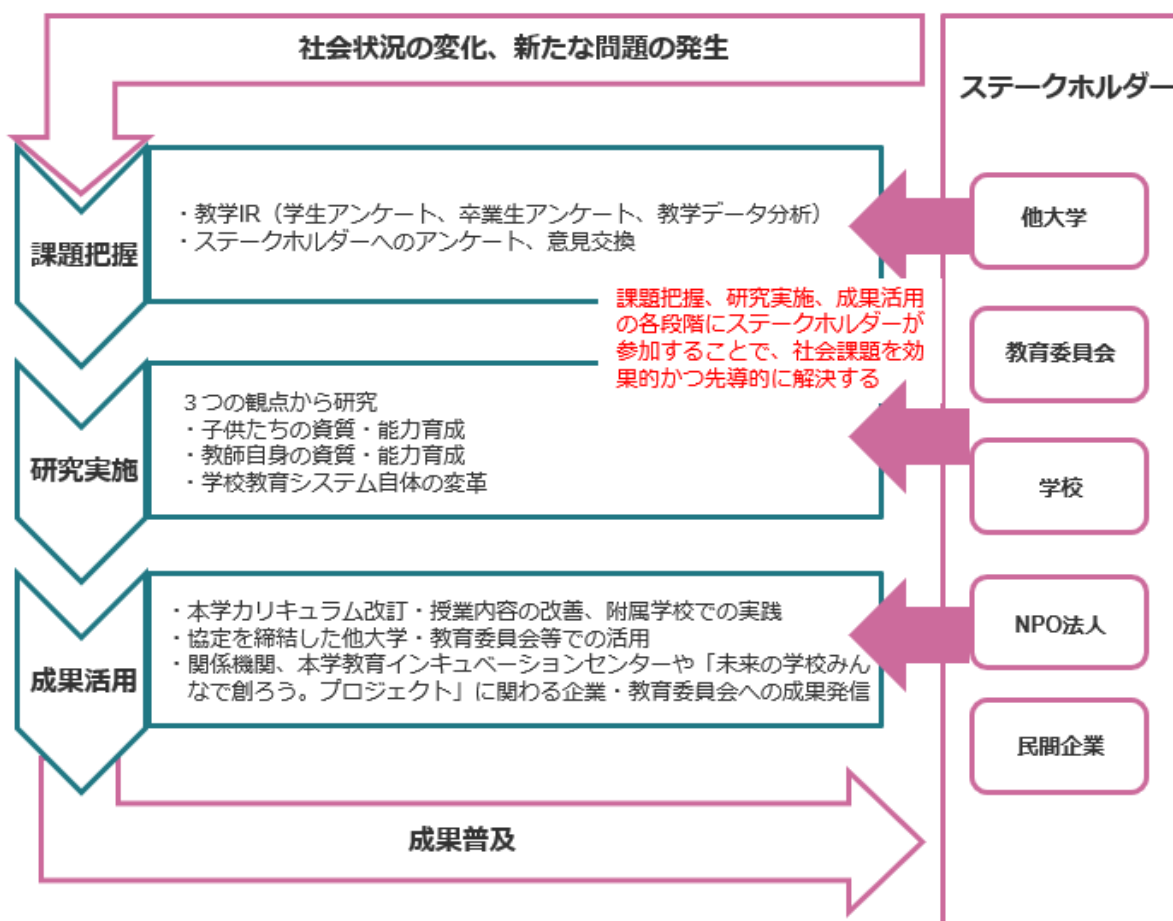 社会状況の変化、新たな問題の発生
ステークホルダー
課題把握
・教学IR（学生アンケート、卒業生アンケート、教学データ分析）
・ステークホルダーへのアンケート、意見交換
他大学
課題把握、研究実施、成果活用
の各段階にステークホルダーが
参加することで、社会課題を効
果的かつ先導的に解決する
教育委員会
研究実施
３つの観点から研究
・子供たちの資質・能力育成
・教師自身の資質・能力育成
・学校教育システム自体の変革
学校
成果活用
・本学カリキュラム改訂・授業内容の改善、附属学校での実践
・協定を締結した他大学・教育委員会等での活用
・関係機関、本学教育インキュベーションセンターや「未来の学校みん
なで創ろう。プロジェクト」に関わる企業・教育委員会への成果発信
NPO法人
民間企業
成果普及